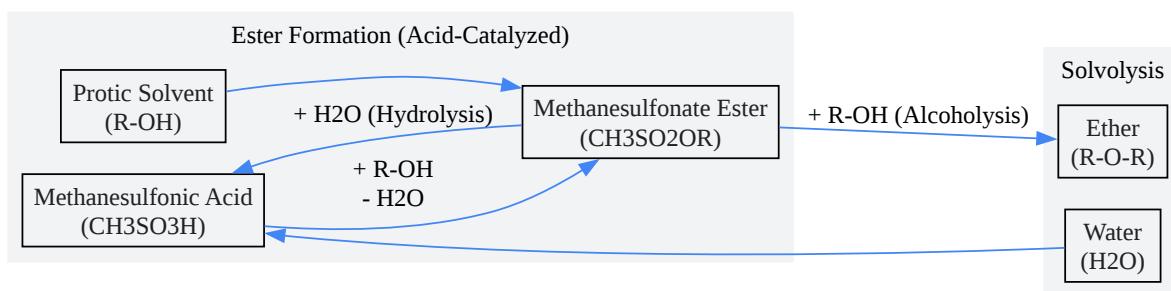 Ester Formation (Acid-Catalyzed)
Solvolysis
Protic Solvent
(R-OH)
+ H2O (Hydrolysis)
Methanesulfonate Ester
(CH3SO2OR)
+ R-OH (Alcoholysis)
Ether
(R-O-R)
+ R-OH
- H2O
Methanesulfonic Acid
(CH3SO3H)
Water
(H2O)